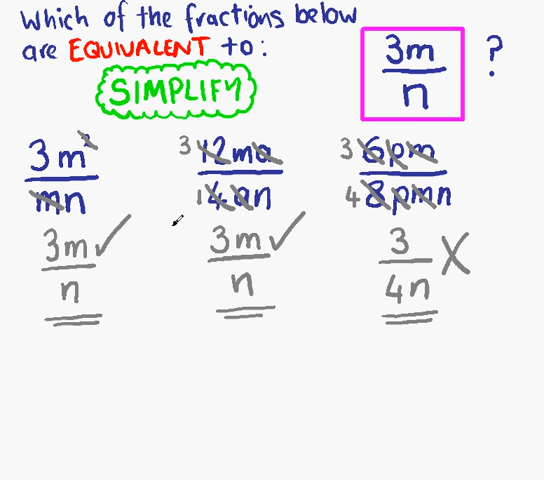 Which of the fractions below
are EQUIVALENT to:
SIMPLIFY
3m
n
?
3m²
mn
3m
n
3 12ma
1 4an
3m
n
3 6pm
4 8pmn
3
4n